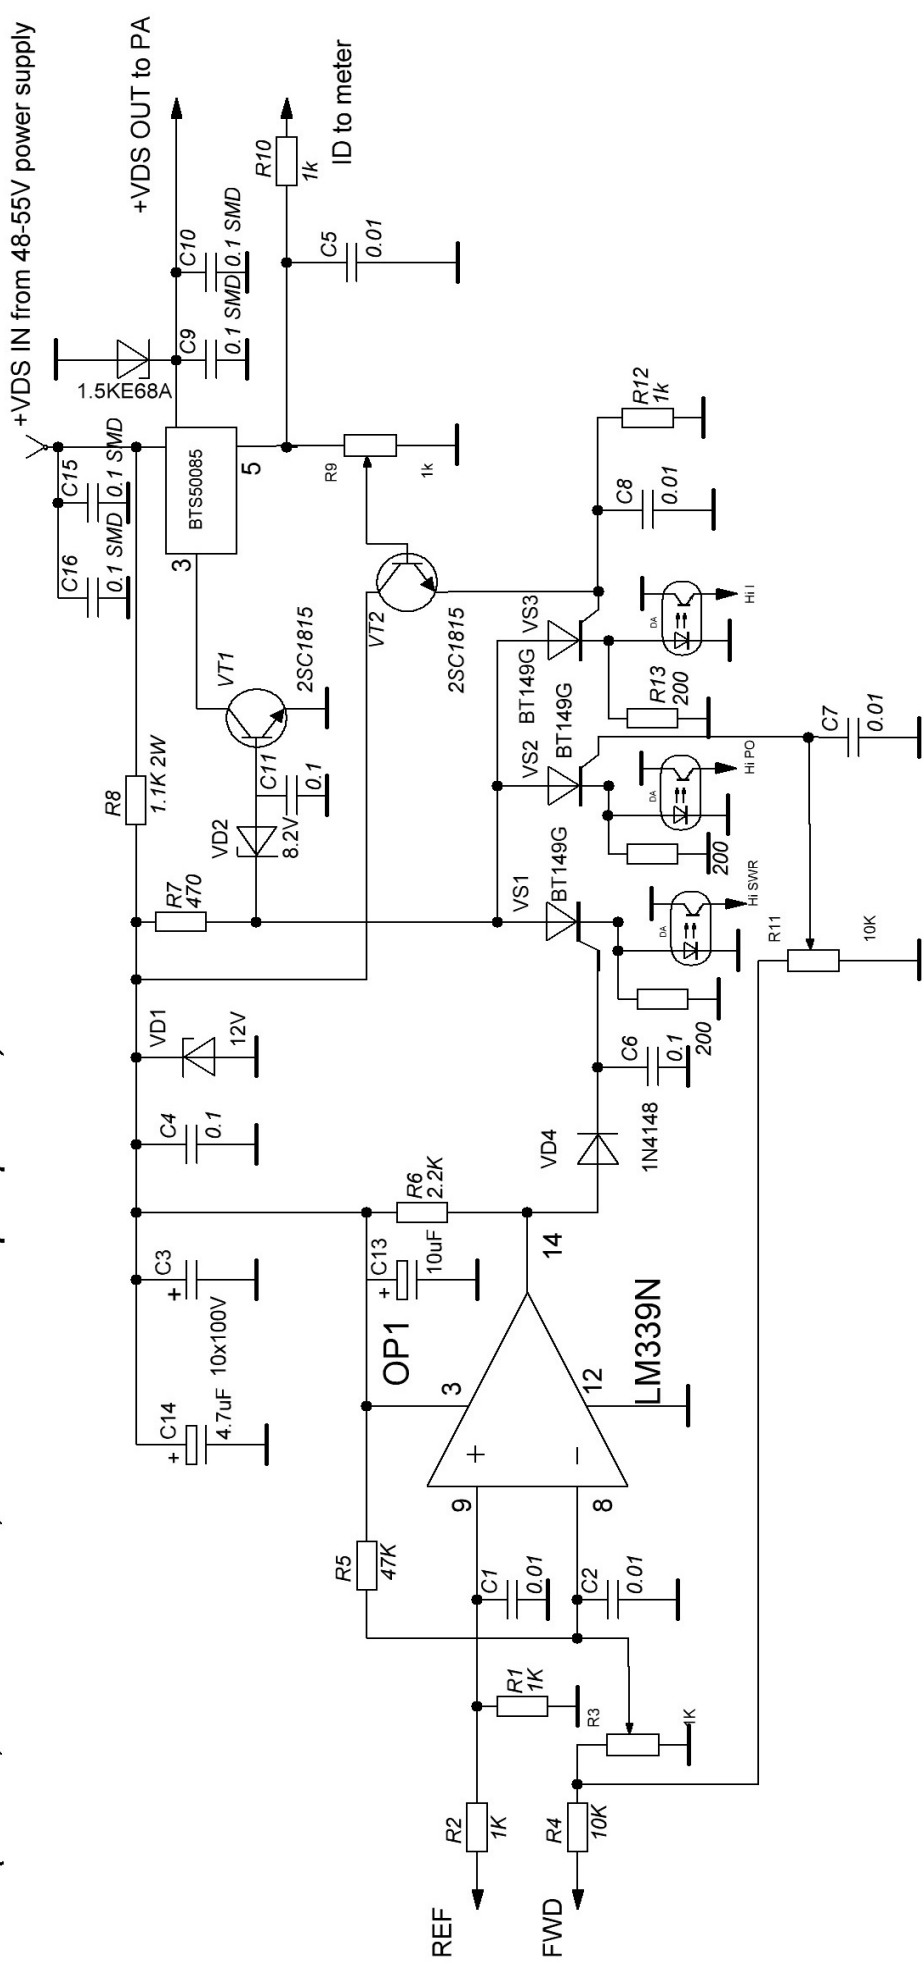 +VDS IN from 48-55V power supply
+VDS OUT to PA
ID to meter
R10
1k
C5
0.01
C10
0.1 SMD
C9
0.1 SMD
1.5KE68A
C15
0.1 SMD
C16
0.1 SMD
BTS50085
3
5
R9
1k
R12
1k
C8
0.01
VT1
2SC1815
VT2
2SC1815
VS3
BT149G
R13
200
DA
Hi I
R8
1.1K 2W
VD2
8.2V
C11
0.1
VS2
BT149G
DA
Hi PO
200
C7
0.01
R7
470
VS1
BT149G
DA
Hi SWR
200
R11
10K
VD1
12V
C6
0.1
C4
0.1
VD4
1N4148
R6
2.2K
C3
+
10x100V
C13
+
10uF
14
OP1
LM339N
C14
+
4.7uF
3
12
+
−
9
8
R5
47K
C1
0.01
C2
0.01
R1
1K
R3
1K
R2
1K
R4
10K
REF
FWD